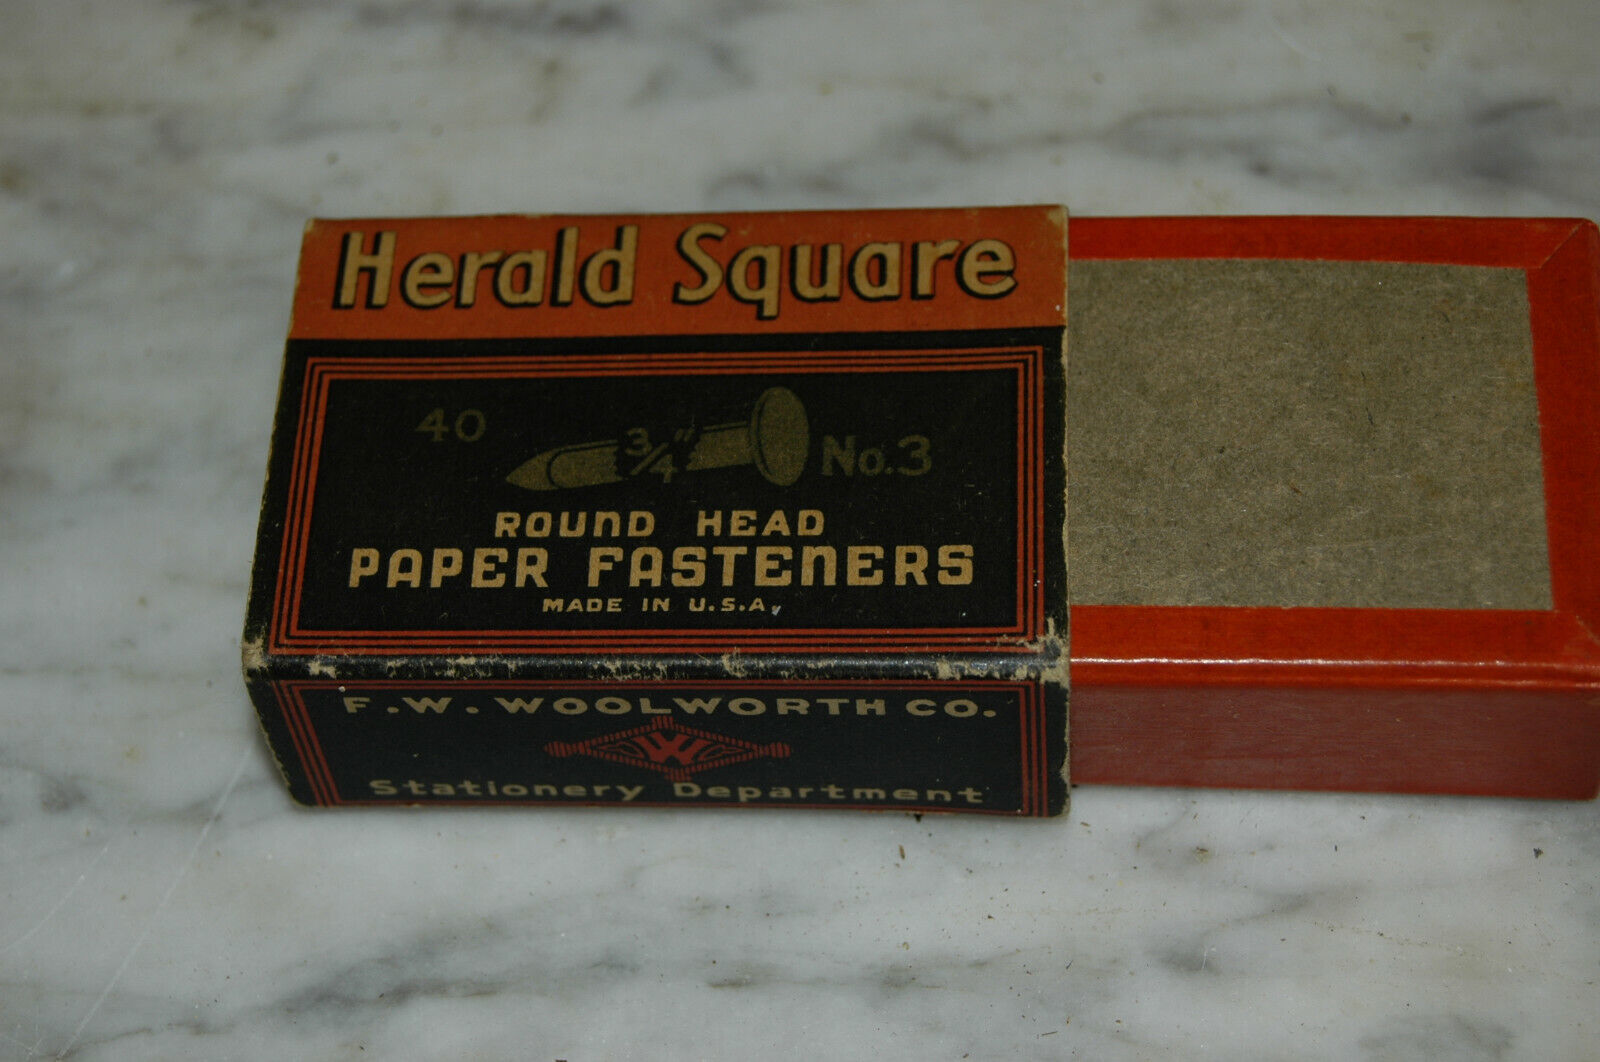 Herald Square
40 3/4" No.3
ROUND HEAD
PAPER FASTENERS
MADE IN U.S.A.
F.W. WOOLWORTH CO.
W
Stationery Department